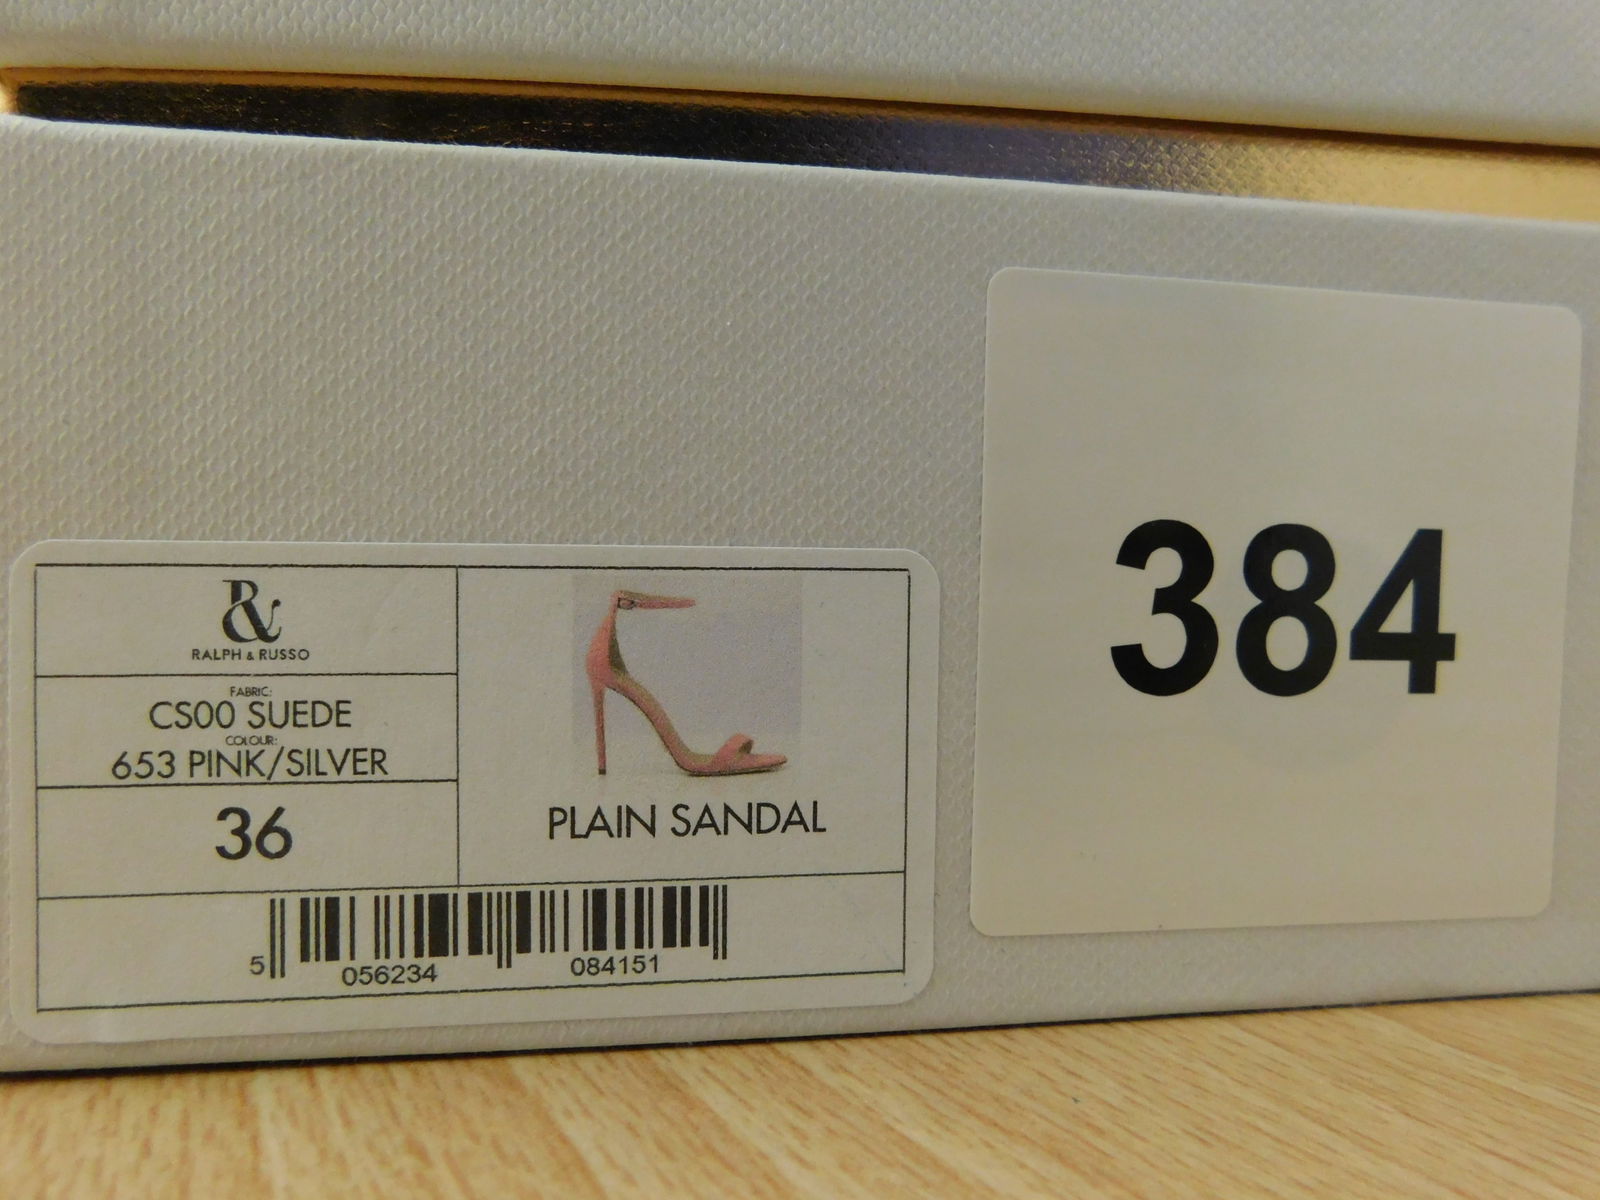 R&
RALPH & RUSSO
FABRIC:
CS00 SUEDE
COLOUR:
653 PINK/SILVER
36
PLAIN SANDAL
5 056234 084151
384